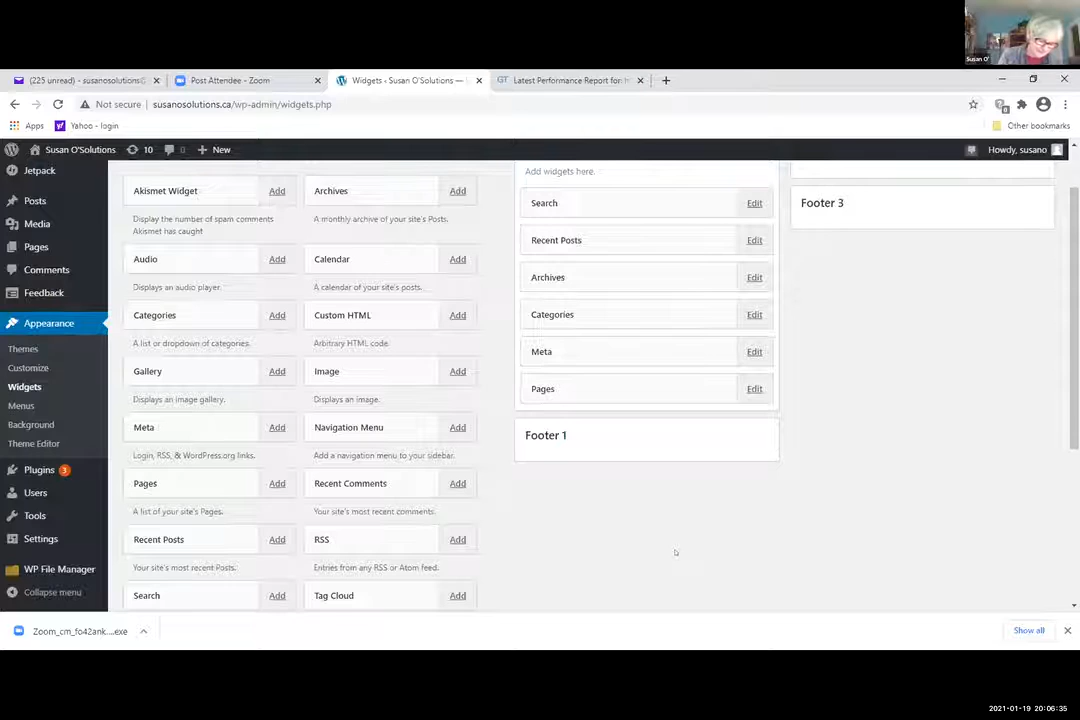 Susan O'
(225 unread) - susanosolutions@
Post Attendee - Zoom
Widgets ‹ Susan O'Solutions —
GT Latest Performance Report for: h
Not secure
susanosolutions.ca/wp-admin/widgets.php
Apps
Yahoo - login
Other bookmarks
Susan O'Solutions
10
0
New
Howdy, susano
Jetpack
Posts
Media
Pages
Comments
Feedback
Appearance
Themes
Customize
Widgets
Menus
Background
Theme Editor
Plugins 3
Users
Tools
Settings
WP File Manager
Collapse menu
Akismet Widget Add
Display the number of spam comments
Akismet has caught
Archives Add
A monthly archive of your site's Posts.
Audio Add
Displays an audio player.
Calendar Add
A calendar of your site's posts.
Categories Add
A list or dropdown of categories.
Custom HTML Add
Arbitrary HTML code.
Gallery Add
Displays an image gallery.
Image Add
Displays an image.
Meta Add
Login, RSS, & WordPress.org links.
Navigation Menu Add
Add a navigation menu to your sidebar.
Pages Add
A list of your site's Pages.
Recent Comments Add
Your site's most recent comments.
Recent Posts Add
Your site's most recent Posts.
RSS Add
Entries from any RSS or Atom feed.
Search Add
Tag Cloud Add
Add widgets here.
Search Edit
Recent Posts Edit
Archives Edit
Categories Edit
Meta Edit
Pages Edit
Footer 1
Footer 3
Zoom_cm_fo42ank....exe
Show all
2021-01-19 20:06:35